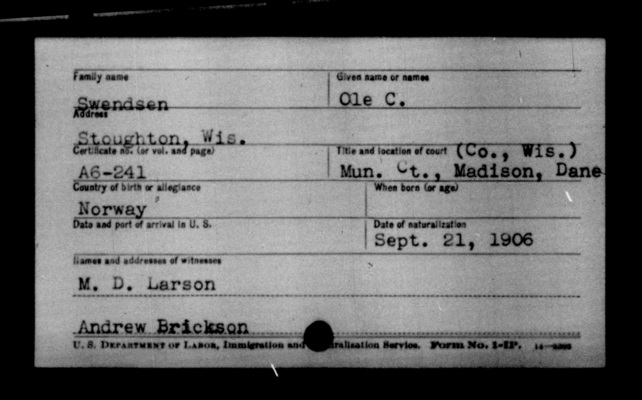 Family name Given name or names
Swendsen Ole C.
Address
Stoughton, Wis.
Certificate no. (or vol. and page) Title and location of court (Co., Wis.)
A6-241 Mun. Ct., Madison, Dane
Country of birth or allegiance When born (or age)
Norway
Date and port of arrival in U. S. Date of naturalization
Sept. 21, 1906
Names and addresses of witnesses
M. D. Larson
Andrew Brickson
U. S. Department of Labor, Immigration and Service. Form No. 1-IP.